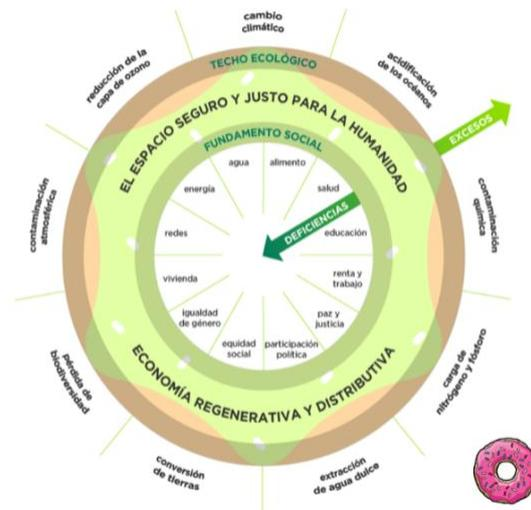 cambio
climático
acidificación
de los océanos
contaminación
química
carga de
nitrógeno y fósforo
extracción
de agua dulce
conversión
de tierras
pérdida de
biodiversidad
contaminación
atmosférica
reducción de la
capa de ozono
TECHO ECOLÓGICO
EL ESPACIO SEGURO Y JUSTO PARA LA HUMANIDAD
FUNDAMENTO SOCIAL
EXCESOS
DEFICIENCIAS
agua
alimento
salud
educación
renta y
trabajo
paz y
justicia
participación
política
equidad
social
igualdad
de género
vivienda
redes
energía
ECONOMÍA REGENERATIVA Y DISTRIBUTIVA